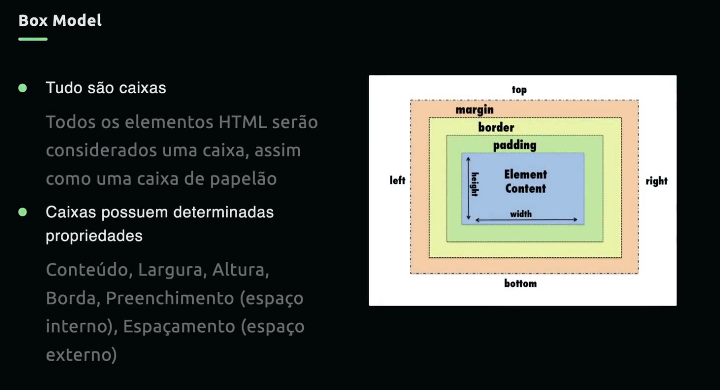 Box Model
Tudo são caixas
Todos os elementos HTML serão
considerados uma caixa, assim
como uma caixa de papelão
Caixas possuem determinadas
propriedades
Conteúdo, Largura, Altura,
Borda, Preenchimento (espaço
interno), Espaçamento (espaço
externo)
top
margin
border
padding
left
height
Element
Content
right
width
bottom